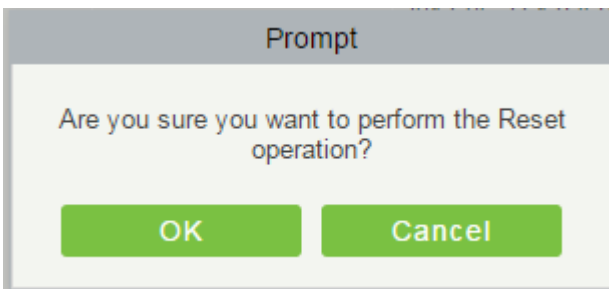 Prompt
Are you sure you want to perform the Reset
operation?
OK
Cancel